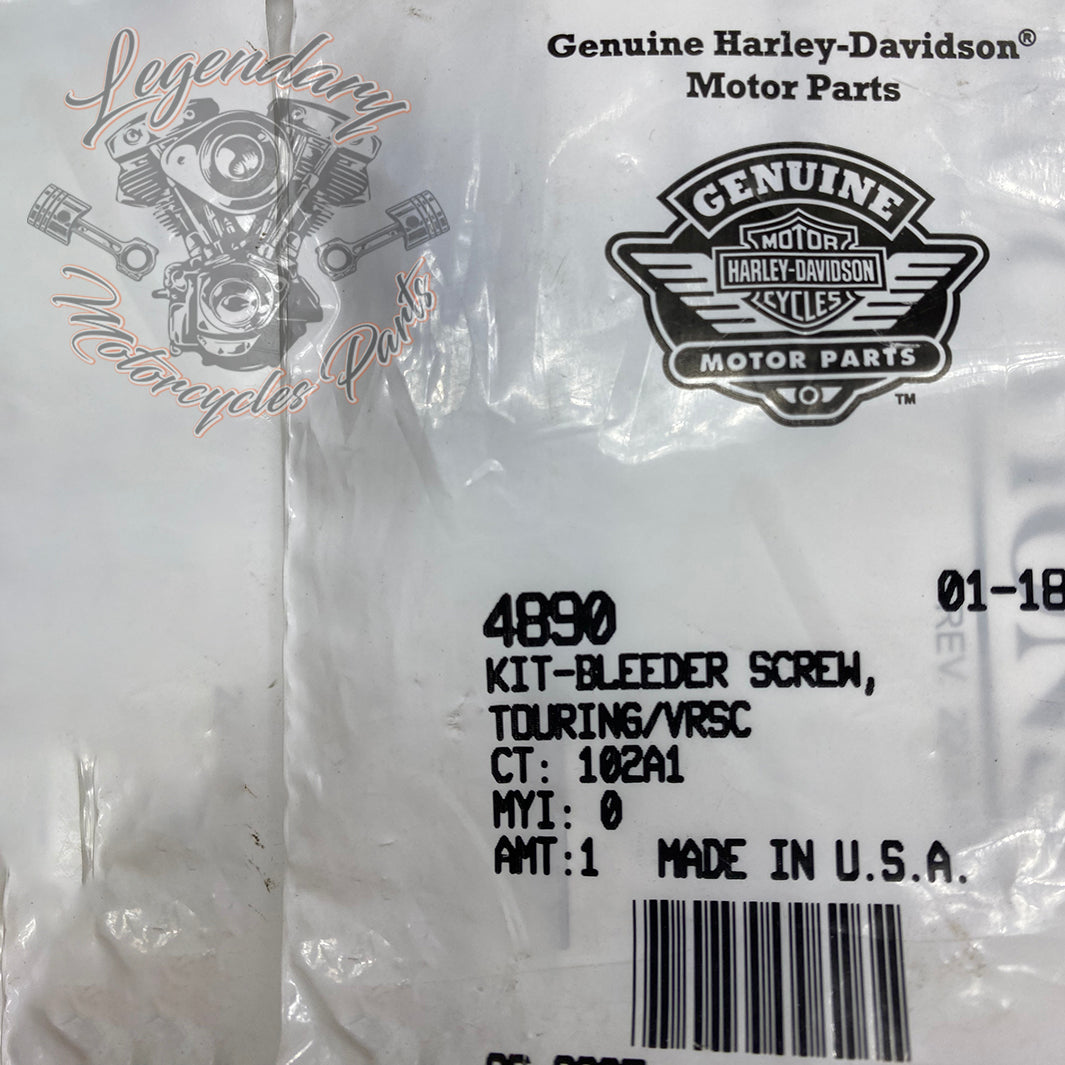 Legendary
Motorcycles Parts
Genuine Harley-Davidson®
Motor Parts
GENUINE
MOTOR
HARLEY-DAVIDSON
CYCLES
MOTOR PARTS
TM
4890
01-18
KIT-BLEEDER SCREW,
TOURING/VRSC
CT: 102A1
MYI: 0
AMT:1 MADE IN U.S.A.
REV